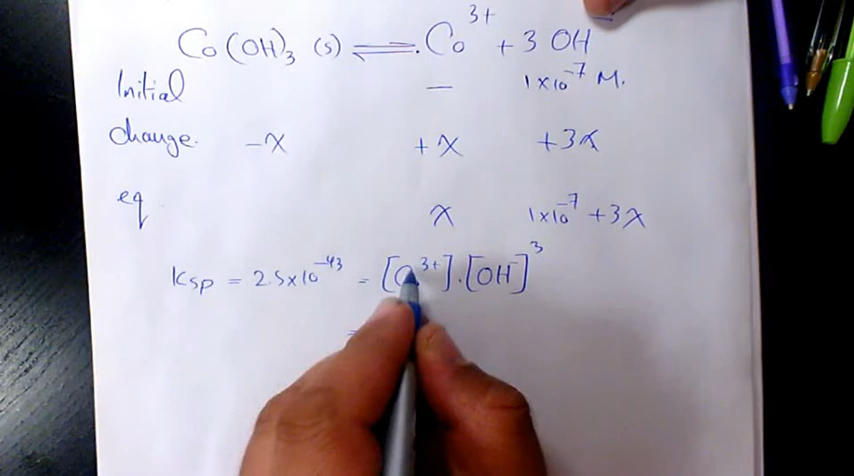 Co(OH)₃ (s) ⇌ Co³⁺ + 3 OH
Initial — 1×10⁻⁷ M.
change. -x +x +3x
eq x 1×10⁻⁷ +3x
Ksp = 2.5×10⁻⁴³ = [C ³⁺].[OH⁻]³
=